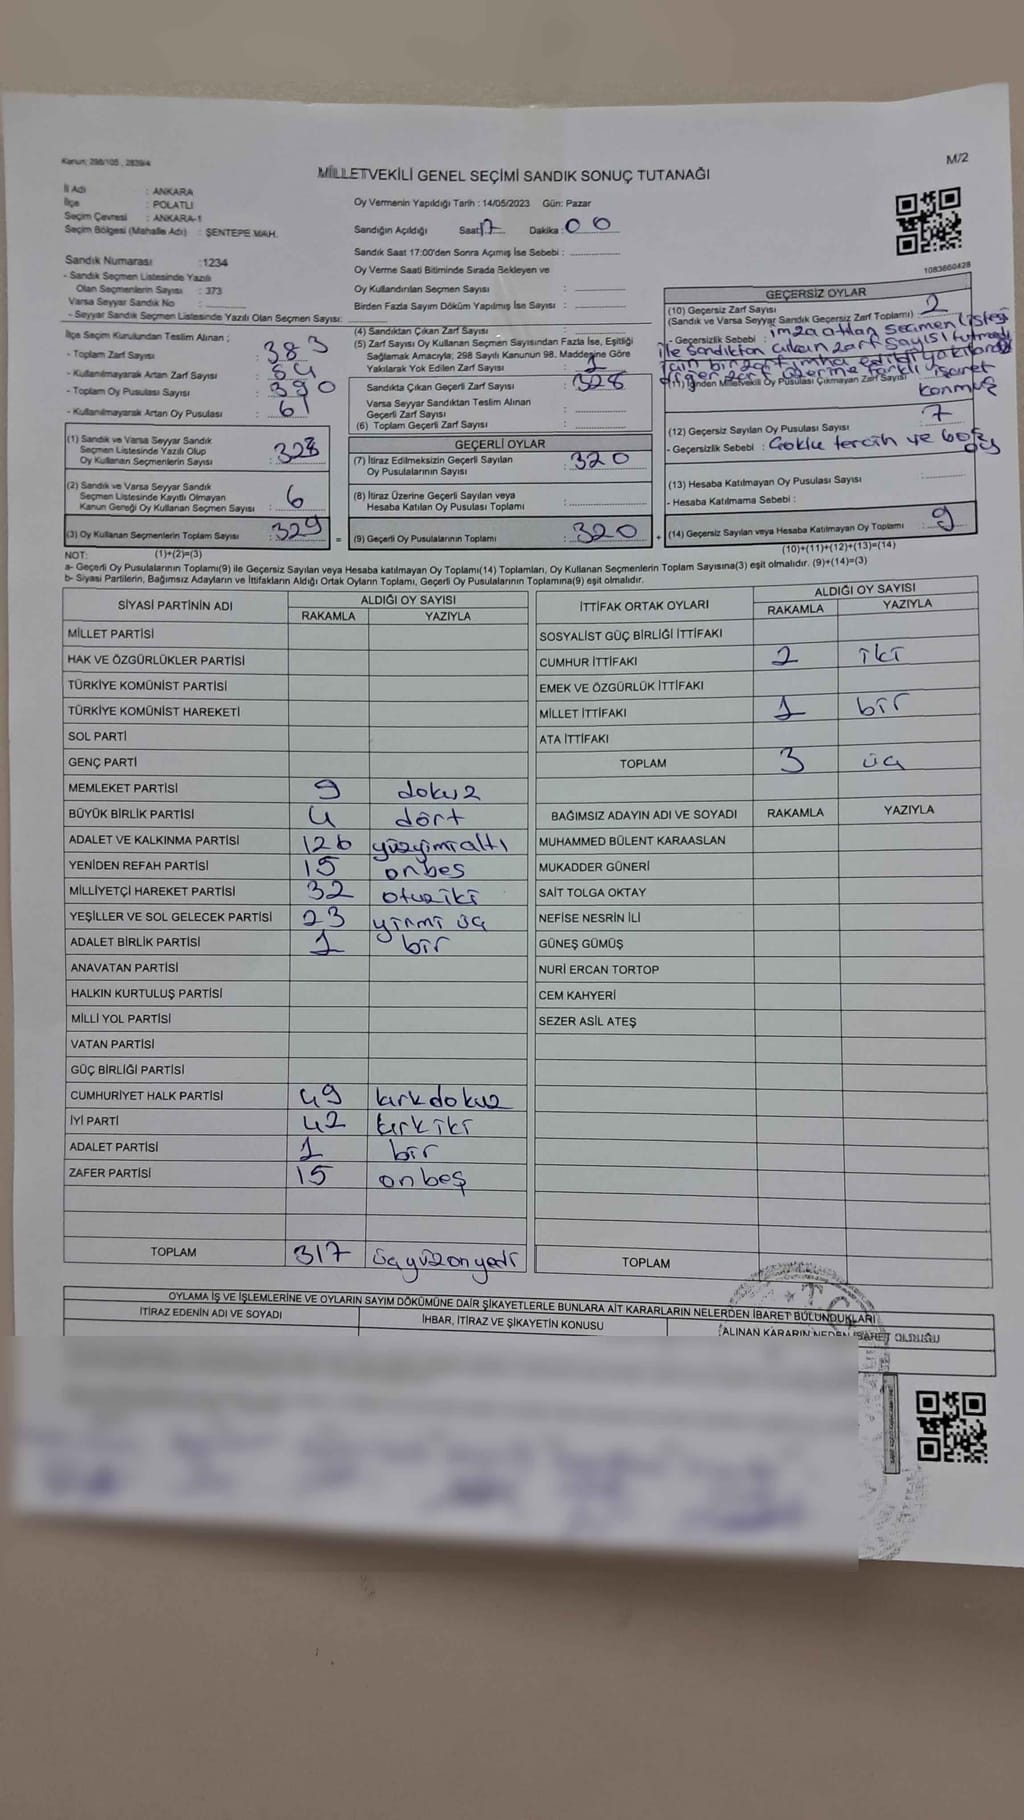 Kanun; 298/105 , 2839/4
M/2
MİLLETVEKİLİ GENEL SEÇİMİ SANDIK SONUÇ TUTANAĞI
İl Adı : ANKARA
İlçe : POLATLI
Seçim Çevresi : ANKARA-1
Seçim Bölgesi (Mahalle Adı) : ŞENTEPE MAH.
Sandık Numarası :1234
- Sandık Seçmen Listesinde Yazılı
Olan Seçmenlerin Sayısı : 373
Varsa Seyyar Sandık No :
- Seyyar Sandık Seçmen Listesinde Yazılı Olan Seçmen Sayısı:
Oy Vermenin Yapıldığı Tarih : 14/05/2023 Gün: Pazar
Sandığın Açıldığı Saat: 17 Dakika : 00
Sandık Saat 17:00'den Sonra Açımış İse Sebebi :
Oy Verme Saati Bitiminde Sırada Bekleyen ve
Oy Kullandırılan Seçmen Sayısı :
Birden Fazla Sayım Döküm Yapılmış İse Sayısı :
1083660428
İlçe Seçim Kurulundan Teslim Alınan ;
- Toplam Zarf Sayısı : 383
- Kullanılmayarak Artan Zarf Sayısı : 54
- Toplam Oy Pusulası Sayısı : 390
- Kullanılmayarak Artan Oy Pusulası : 61
(1) Sandık ve Varsa Seyyar Sandık
Seçmen Listesinde Yazılı Olup
Oy Kullanan Seçmenlerin Sayısı : 323
(2) Sandık ve Varsa Seyyar Sandık
Seçmen Listesinde Kayıtlı Olmayan
Kanun Gereği Oy Kullanan Seçmen Sayısı : 6
(3) Oy Kullanan Seçmenlerin Toplam Sayısı : 329
(4) Sandıktan Çıkan Zarf Sayısı :
(5) Zarf Sayısı Oy Kullanan Seçmen Sayısından Fazla İse, Eşitliği
Sağlamak Amacıyla; 298 Sayılı Kanunun 98. Maddesine Göre
Yakılarak Yok Edilen Zarf Sayısı : 1
Sandıkta Çıkan Geçerli Zarf Sayısı : 328
Varsa Seyyar Sandıktan Teslim Alınan
Geçerli Zarf Sayısı :
(6) Toplam Geçerli Zarf Sayısı :
GEÇERLİ OYLAR
(7) İtiraz Edilmeksizin Geçerli Sayılan
Oy Pusulalarının Sayısı : 320
(8) İtiraz Üzerine Geçerli Sayılan veya
Hesaba Katılan Oy Pusulası Toplamı :
= (9) Geçerli Oy Pusulalarının Toplamı : 320
GEÇERSİZ OYLAR
(10) Geçersiz Zarf Sayısı 2
(Sandık ve Varsa Seyyar Sandık Geçersiz Zarf Toplamı) :
- Geçersizlik Sebebi : imza atılan seçmen listesi
ile sandıktan çıkan zarf sayısı tutmadığı
için bir zarf imha edildi yakılarak
diğer zarf üzerine farklı işaret
konmuş
(11) İçinden Milletvekili Oy Pusulası Çıkmayan Zarf Sayısı
(12) Geçersiz Sayılan Oy Pusulası Sayısı : 7
- Geçersizlik Sebebi : Çoklu tercih ve boş
oy
(13) Hesaba Katılmayan Oy Pusulası Sayısı :
- Hesaba Katılmama Sebebi :
+ (14) Geçersiz Sayılan veya Hesaba Katılmayan Oy Toplamı : 9
NOT: (1)+(2)=(3)
(10)+(11)+(12)+(13)=(14)
a- Geçerli Oy Pusulalarının Toplamı(9) ile Geçersiz Sayılan veya Hesaba katılmayan Oy Toplamı(14) Toplamları, Oy Kullanan Seçmenlerin Toplam Sayısına(3) eşit olmalıdır. (9)+(14)=(3)
b- Siyasi Partilerin, Bağımsız Adayların ve İttifakların Aldığı Ortak Oyların Toplamı, Geçerli Oy Pusulalarının Toplamına(9) eşit olmalıdır.
SİYASİ PARTİNİN ADI ALDIĞI OY SAYISI
RAKAMLA YAZIYLA
MİLLET PARTİSİ
HAK VE ÖZGÜRLÜKLER PARTİSİ
TÜRKİYE KOMÜNİST PARTİSİ
TÜRKİYE KOMÜNİST HAREKETİ
SOL PARTİ
GENÇ PARTİ
MEMLEKET PARTİSİ 9 dokuz
BÜYÜK BİRLİK PARTİSİ 4 dört
ADALET VE KALKINMA PARTİSİ 126 yüzyirmialtı
YENİDEN REFAH PARTİSİ 15 onbes
MİLLİYETÇİ HAREKET PARTİSİ 32 otuziki
YEŞİLLER VE SOL GELECEK PARTİSİ 23 yirmi üç
ADALET BİRLİK PARTİSİ 1 bir
ANAVATAN PARTİSİ
HALKIN KURTULUŞ PARTİSİ
MİLLİ YOL PARTİSİ
VATAN PARTİSİ
GÜÇ BİRLİĞİ PARTİSİ
CUMHURİYET HALK PARTİSİ 49 kırkdokuz
İYİ PARTİ 42 kırkiki
ADALET PARTİSİ 1 bir
ZAFER PARTİSİ 15 onbeş
TOPLAM 317 üçyüzonyedi
İTTİFAK ORTAK OYLARI ALDIĞI OY SAYISI
RAKAMLA YAZIYLA
SOSYALİST GÜÇ BİRLİĞİ İTTİFAKI
CUMHUR İTTİFAKI 2 iki
EMEK VE ÖZGÜRLÜK İTTİFAKI
MİLLET İTTİFAKI 1 bir
ATA İTTİFAKI
TOPLAM 3 üç
BAĞIMSIZ ADAYIN ADI VE SOYADI RAKAMLA YAZIYLA
MUHAMMED BÜLENT KARAASLAN
MUKADDER GÜNERİ
SAİT TOLGA OKTAY
NEFİSE NESRİN İLİ
GÜNEŞ GÜMÜŞ
NURİ ERCAN TORTOP
CEM KAHYERİ
SEZER ASİL ATEŞ
TOPLAM
OYLAMA İŞ VE İŞLEMLERİNE VE OYLARIN SAYIM DÖKÜMÜNE DAİR ŞİKAYETLERLE BUNLARA AİT KARARLARIN NELERDEN İBARET BULUNDUKLARI
İTİRAZ EDENİN ADI VE SOYADI İHBAR, İTİRAZ VE ŞİKAYETİN KONUSU ALINAN KARARIN NEDEN İBARET OLDUĞU